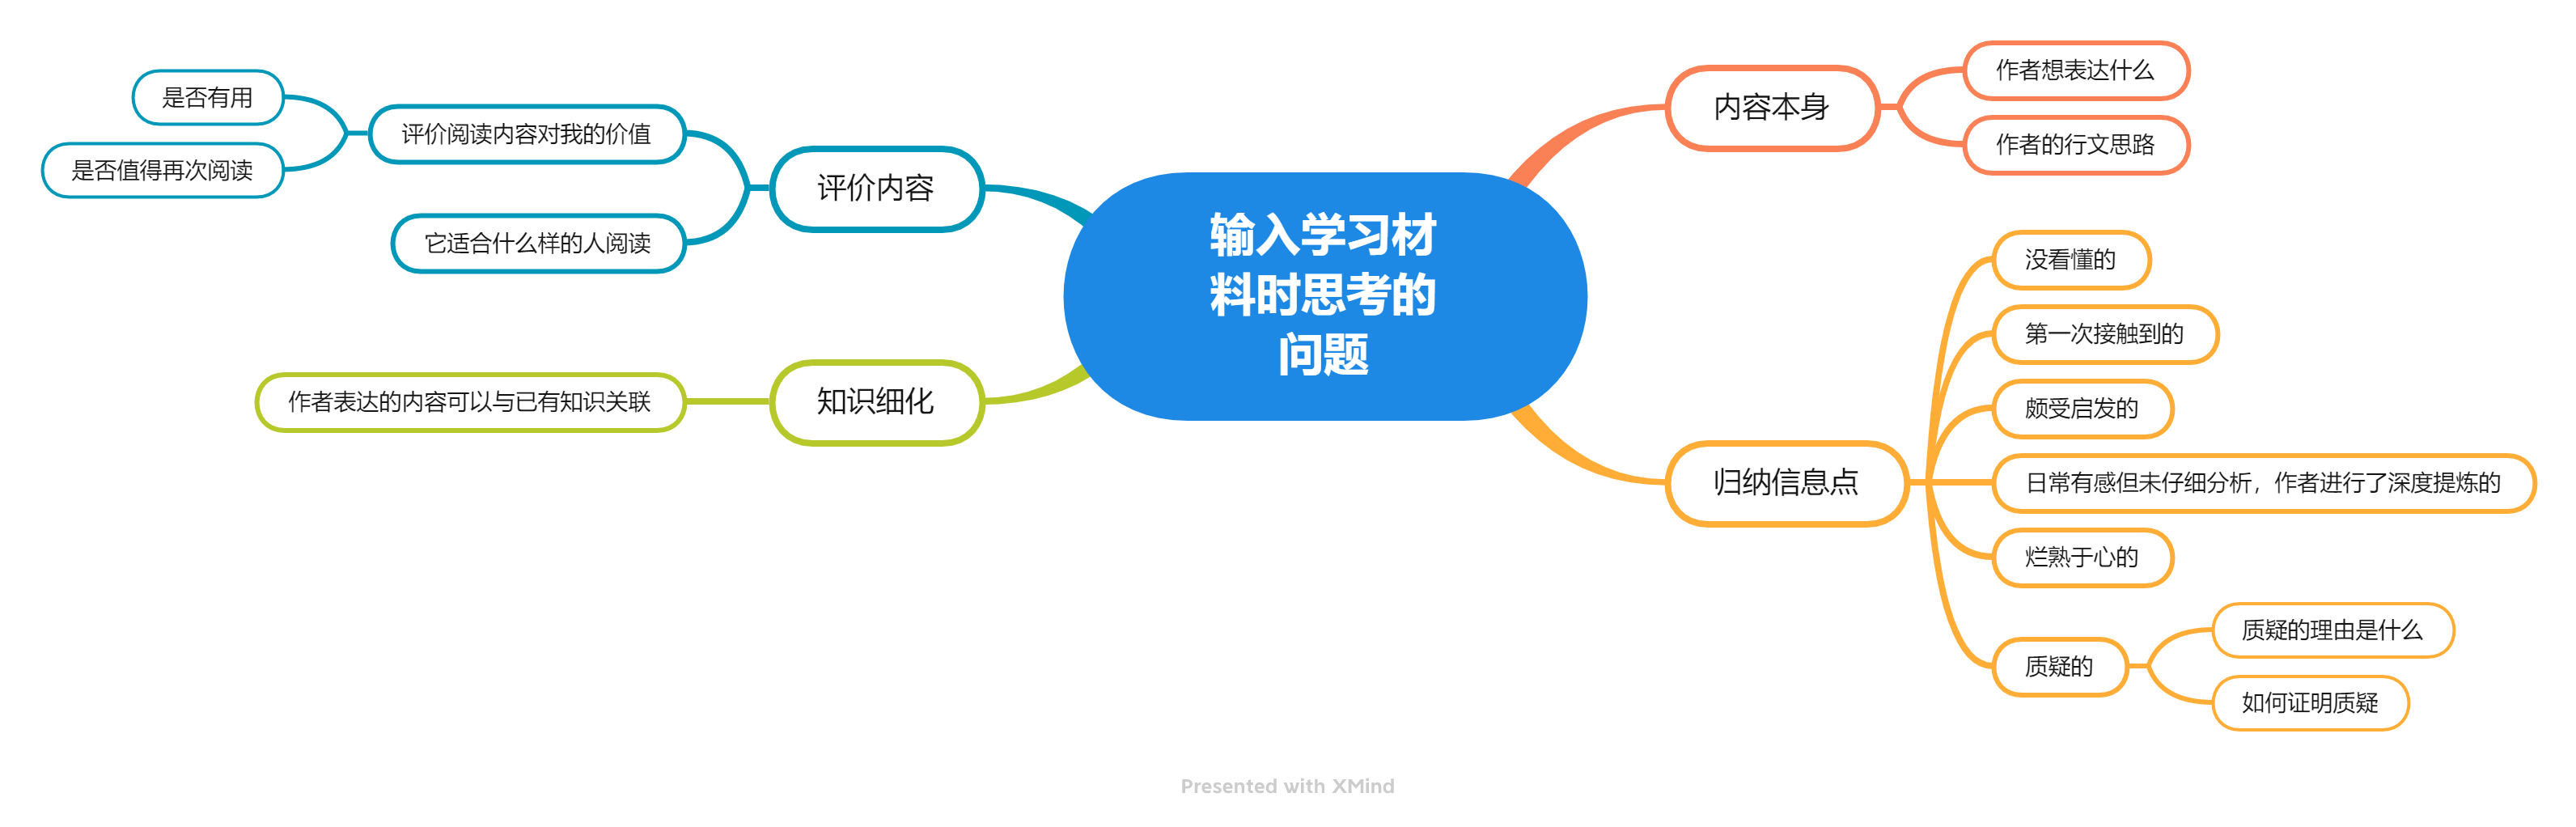 输入学习材
料时思考的
问题
内容本身
作者想表达什么
作者的行文思路
归纳信息点
没看懂的
第一次接触到的
颇受启发的
日常有感但未仔细分析，作者进行了深度提炼的
烂熟于心的
质疑的
质疑的理由是什么
如何证明质疑
知识细化
作者表达的内容可以与已有知识关联
评价内容
评价阅读内容对我的价值
是否有用
是否值得再次阅读
它适合什么样的人阅读
Presented with XMind